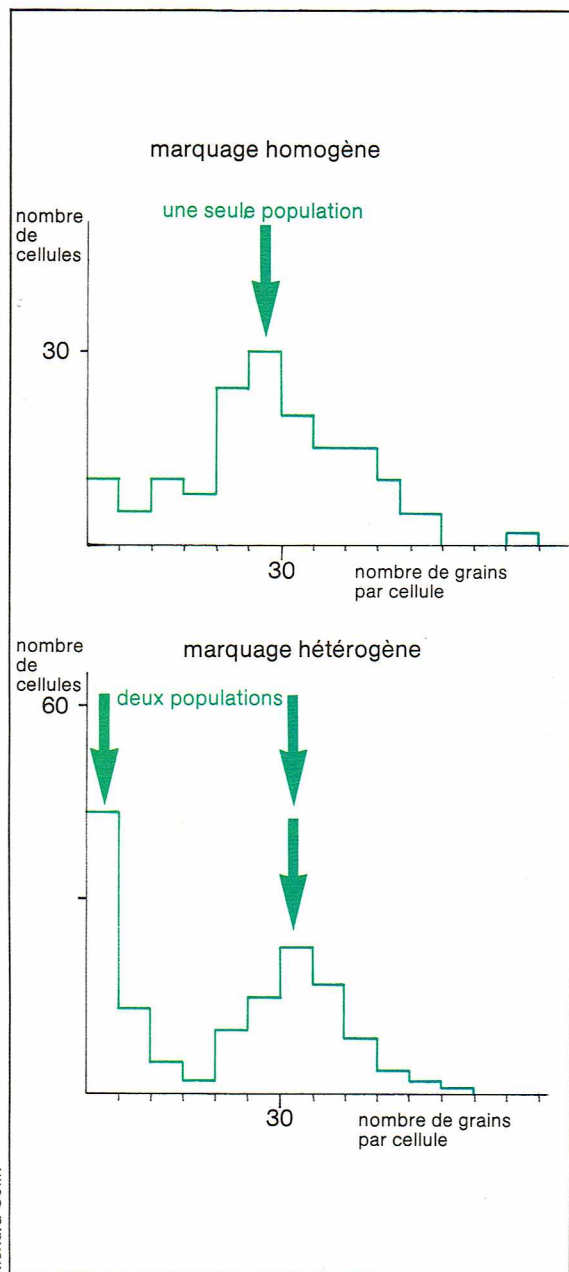 marquage homogène
une seule population
nombre
de
cellules
30
30
nombre de grains
par cellule
marquage hétérogène
nombre
de
cellules
deux populations
60
30
nombre de grains
par cellule